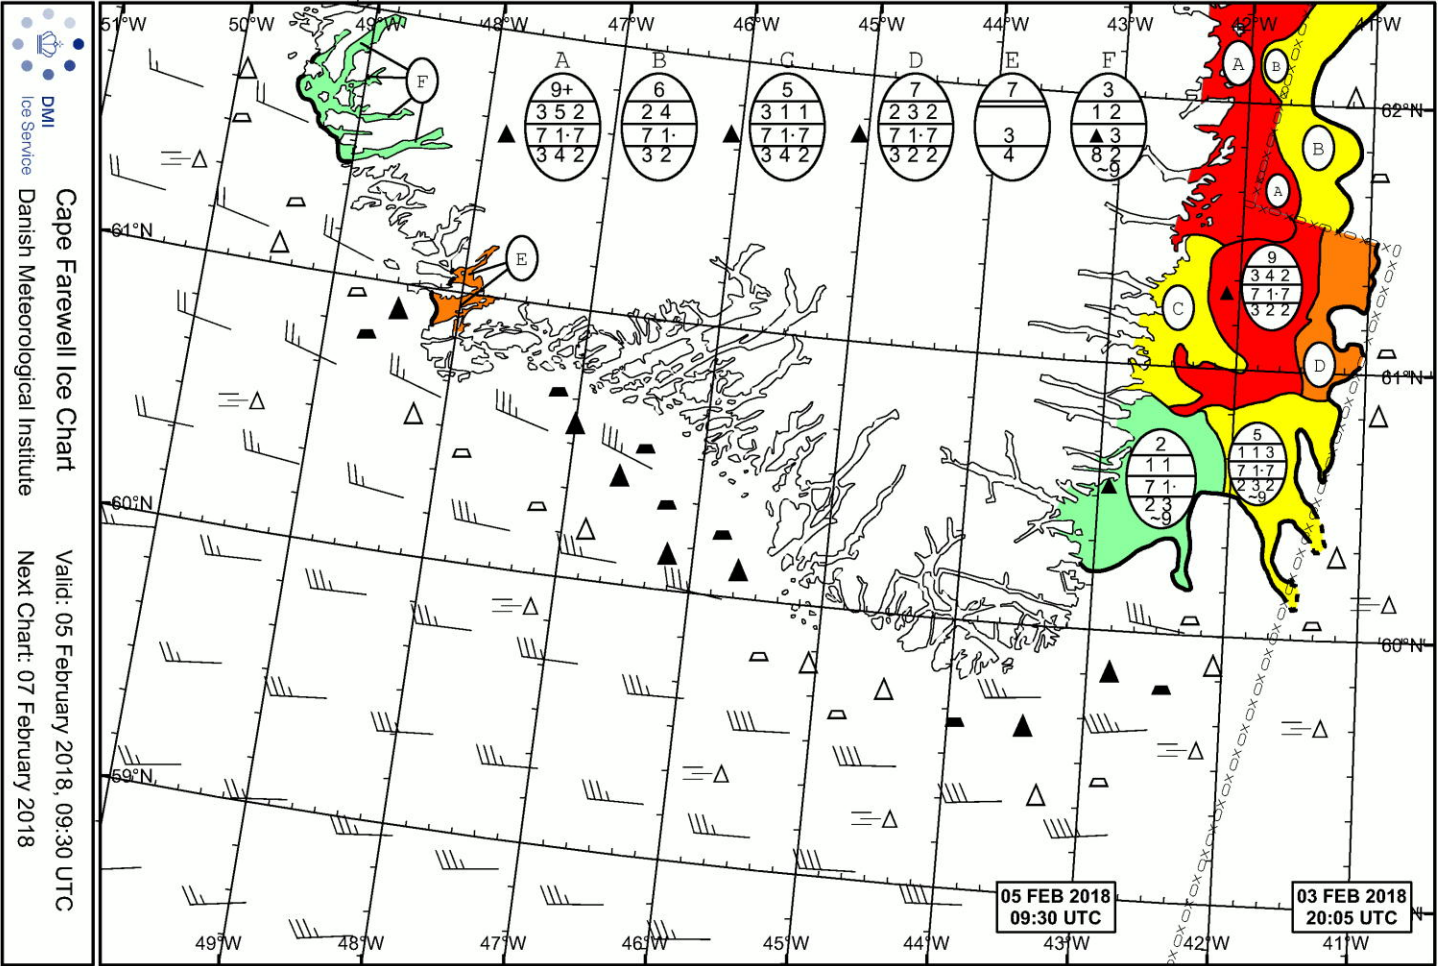 DMI
Ice Service
Danish Meteorological Institute
Cape Farewell Ice Chart
Valid: 05 February 2018, 09:30 UTC
Next Chart: 07 February 2018
51°W
50°W
49°W
48°W
47°W
46°W
45°W
44°W
43°W
42°W
41°W
A
9+
3 5 2
7 1·7
3 4 2
B
6
2 4
7 1·
3 2
C
5
3 1 1
7 1·7
3 4 2
D
7
2 3 2
7 1·7
3 2 2
E
7
3
4
F
3
1 2
3
8 2
~9
F
E
A
B
B
A
C
D
9
3 4 2
7 1·7
3 2 2
2
1 1
7 1·
2 3
~9
5
1 1 3
7 1·7
2 3 2
~9
62°N
61°N
61°N
60°N
60°N
59°N
05 FEB 2018
09:30 UTC
03 FEB 2018
20:05 UTC
49°W
48°W
47°W
46°W
45°W
44°W
43°W
42°W
41°W